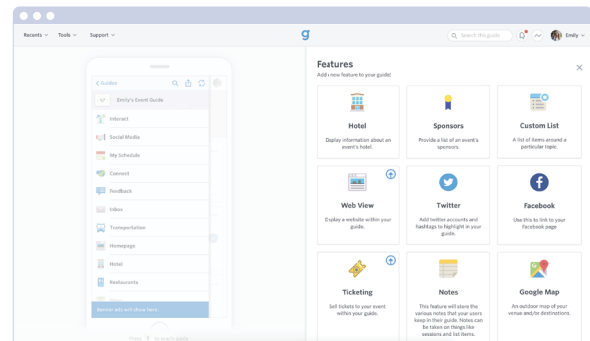 Recents
Tools
Support
g
Search this guide
Emily
Guides
Emily's Event Guide
Interact
Social Media
My Schedule
Connect
Feedback
Inbox
Transportation
Homepage
Hotel
Restaurants
Banner ads will show here
Features
Add new feature to your guide!
Hotel
Display information about an
event's hotel.
Sponsors
Provide a list of an event's
sponsors.
Custom List
A list of items around a
particular topic.
Web View
Display a website within your
guide.
Twitter
Add twitter accounts and
hashtags to highlight in your
guide.
Facebook
Use this to link to your
Facebook page
Ticketing
Sell tickets to your event
within your guide.
Notes
This feature will store the
various notes that your users
keep in their guide. Notes can
be taken on things like
sessions and list items.
Google Map
An outdoor map of your
venue and/or destinations.